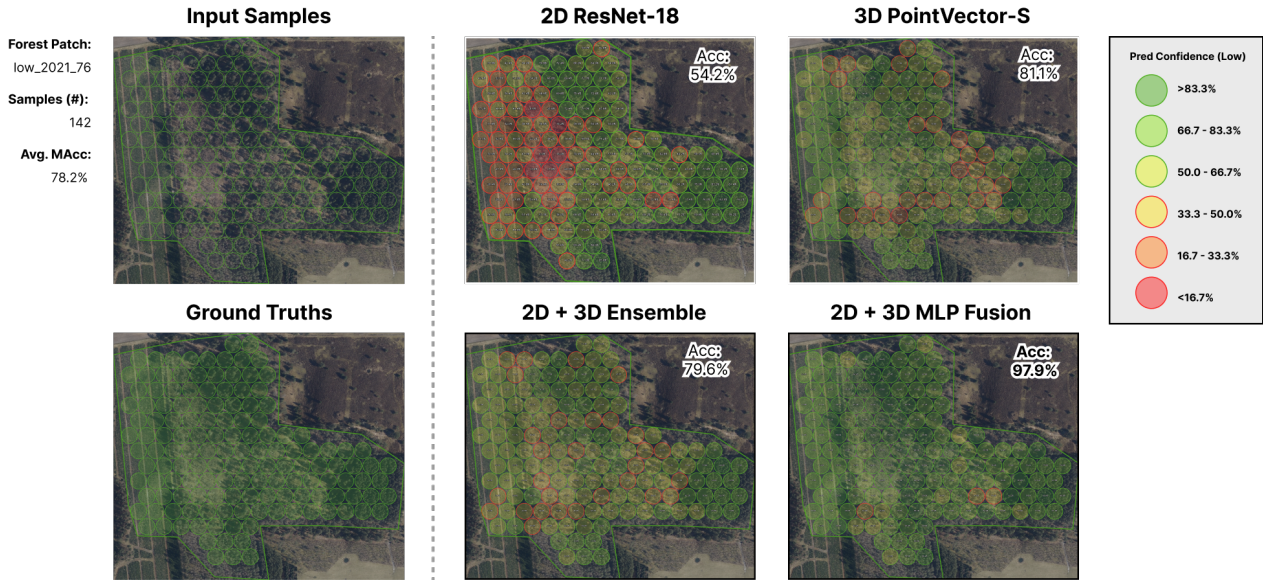 Input Samples
2D ResNet-18
3D PointVector-S
Forest Patch:
low_2021_76
Samples (#):
142
Avg. MAcc:
78.2%
Acc:
54.2%
Acc:
81.1%
Pred Confidence (Low)
>83.3%
66.7 - 83.3%
50.0 - 66.7%
33.3 - 50.0%
16.7 - 33.3%
<16.7%
Ground Truths
2D + 3D Ensemble
2D + 3D MLP Fusion
Acc:
79.6%
Acc:
97.9%